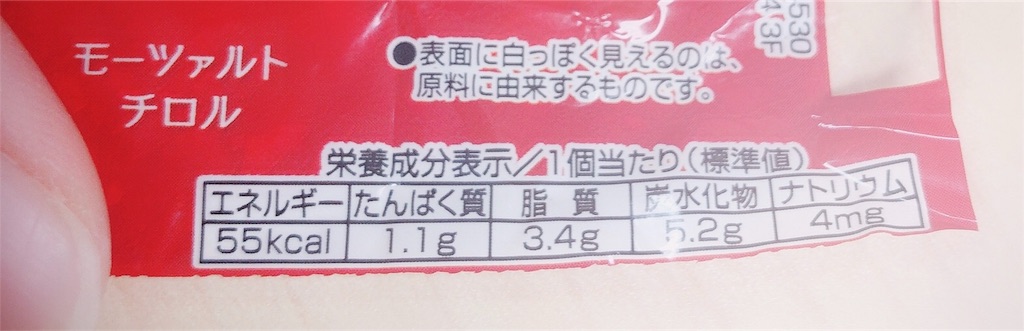 モーツァルト
チロル
●表面に白っぽく見えるのは、
原料に由来するものです。
530
43F
栄養成分表示/1個当たり(標準値)
エネルギー たんぱく質 脂 質 炭水化物 ナトリウム
55kcal 1.1g 3.4g 5.2g 4mg